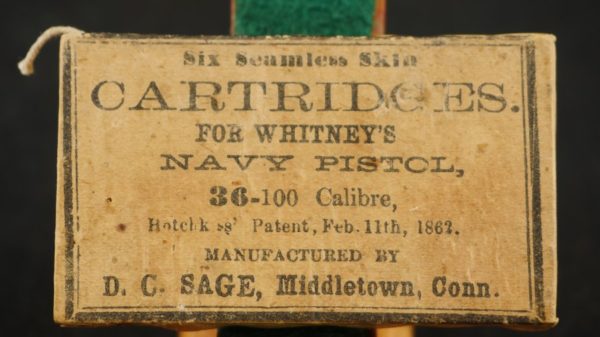 Six Seamless Skin
CARTRIDGES.
FOR WHITNEY'S
NAVY PISTOL,
36-100 Calibre,
Hotchkiss' Patent, Feb. 11th, 1862.
MANUFACTURED BY
D. C. SAGE, Middletown, Conn.